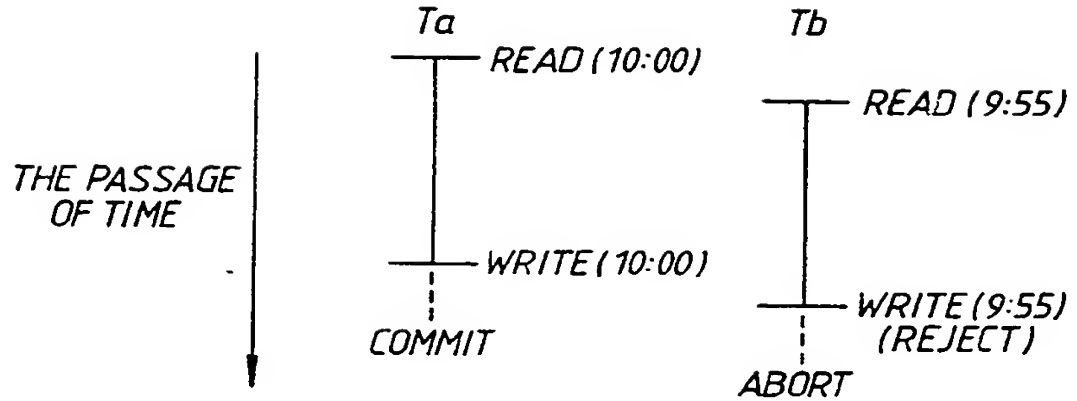 Ta
Tb
READ (10:00)
READ (9:55)
THE PASSAGE
OF TIME
WRITE (10:00)
WRITE (9:55)
(REJECT)
COMMIT
ABORT